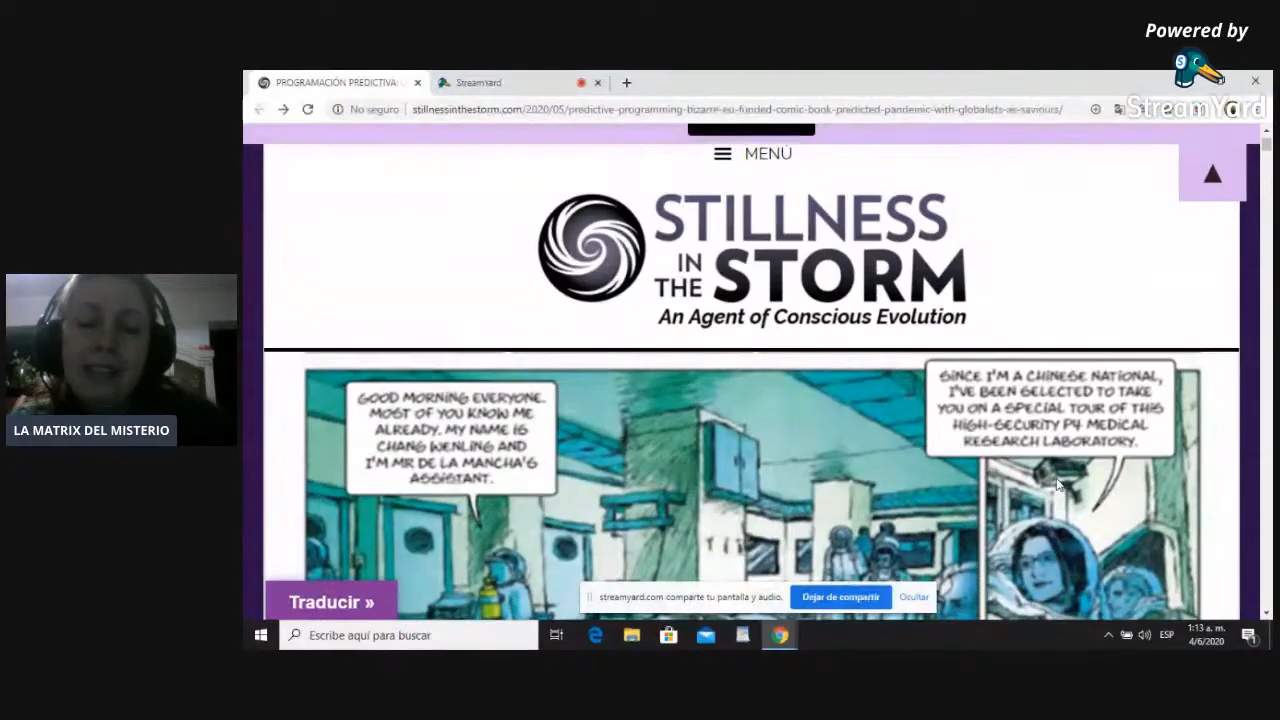 Powered by
StreamYard
PROGRAMACIÓN PREDICTIVA:
StreamYard
No seguro
stillnessinthestorm.com/2020/05/predictive-programming-bizarre-eu-funded-comic-book-predicted-pandemic-with-globalists-as-saviours/
MENÚ
STILLNESS
IN
THE STORM
An Agent of Conscious Evolution
GOOD MORNING EVERYONE.
MOST OF YOU KNOW ME
ALREADY. MY NAME IS
CHANG WENLING AND
I'M MR DE LA MANCHA'S
ASSISTANT.
SINCE I'M A CHINESE NATIONAL,
I'VE BEEN SELECTED TO TAKE
YOU ON A SPECIAL TOUR OF THIS
HIGH-SECURITY P4 MEDICAL
RESEARCH LABORATORY.
LA MATRIX DEL MISTERIO
Traducir »
streamyard.com comparte tu pantalla y audio.
Dejar de compartir
Ocultar
Escribe aquí para buscar
ESP
1:13 a. m.
4/6/2020